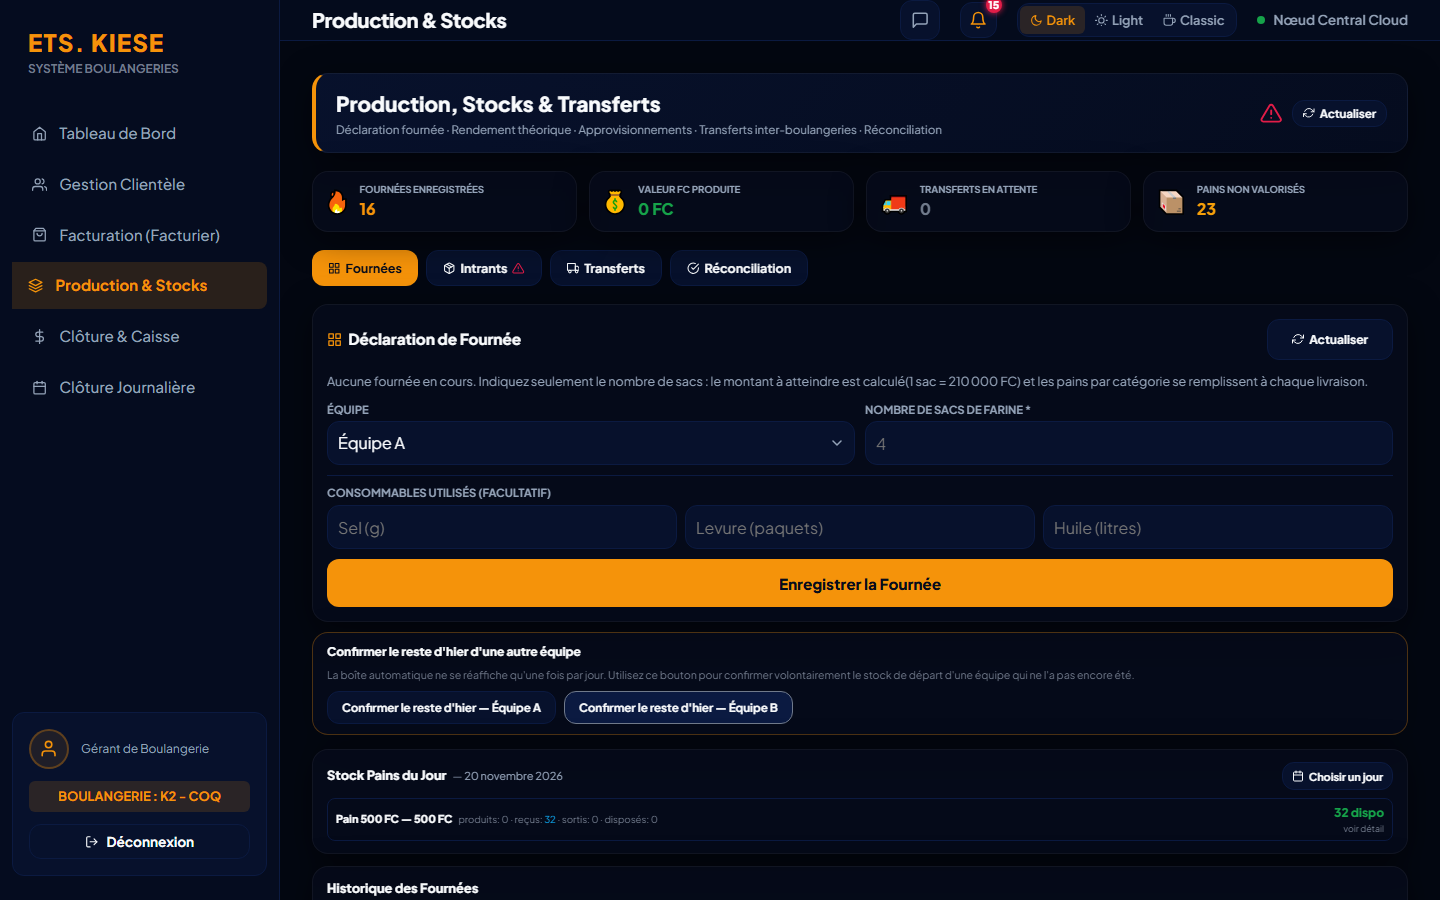 ETS. KIESE
SYSTÈME BOULANGERIES
Tableau de Bord
Gestion Clientèle
Facturation (Facturier)
Production & Stocks
Clôture & Caisse
Clôture Journalière
Gérant de Boulangerie
BOULANGERIE : K2 - COQ
Déconnexion
Production & Stocks
15
Dark
Light
Classic
Nœud Central Cloud
Production, Stocks & Transferts
Déclaration fournée · Rendement théorique · Approvisionnements · Transferts inter-boulangeries · Réconciliation
Actualiser
FOURNÉES ENREGISTRÉES
16
VALEUR FC PRODUITE
0 FC
TRANSFERTS EN ATTENTE
0
PAINS NON VALORISÉS
23
Fournées
Intrants
Transferts
Réconciliation
Déclaration de Fournée
Actualiser
Aucune fournée en cours. Indiquez seulement le nombre de sacs : le montant à atteindre est calculé(1 sac = 210 000 FC) et les pains par catégorie se remplissent à chaque livraison.
ÉQUIPE
NOMBRE DE SACS DE FARINE *
Équipe A
4
CONSOMMABLES UTILISÉS (FACULTATIF)
Sel (g)
Levure (paquets)
Huile (litres)
Enregistrer la Fournée
Confirmer le reste d'hier d'une autre équipe
La boîte automatique ne se réaffiche qu'une fois par jour. Utilisez ce bouton pour confirmer volontairement le stock de départ d'une équipe qui ne l'a pas encore été.
Confirmer le reste d'hier — Équipe A
Confirmer le reste d'hier — Équipe B
Stock Pains du Jour — 20 novembre 2026
Choisir un jour
Pain 500 FC — 500 FC produits: 0 · reçus: 32 · sortis: 0 · disposés: 0
32 dispo
voir détail
Historique des Fournées